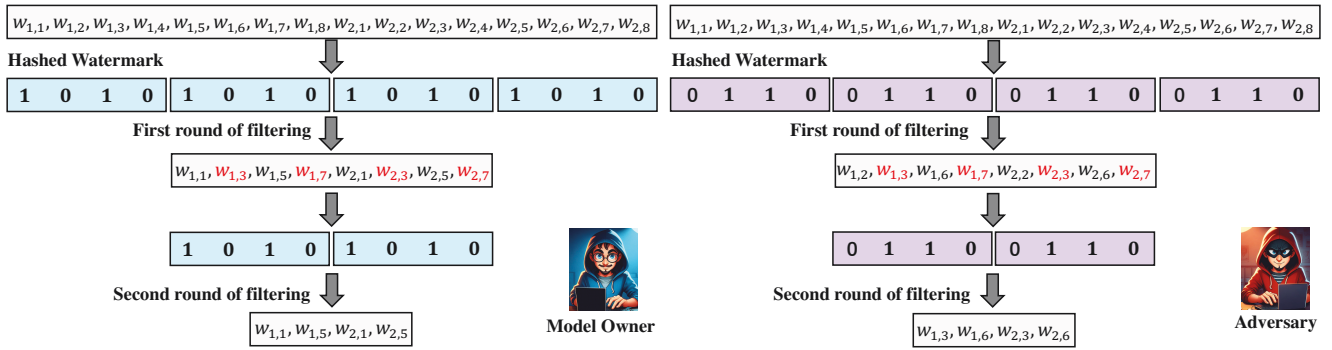 w1,1, w1,2, w1,3, w1,4, w1,5, w1,6, w1,7, w1,8, w2,1, w2,2, w2,3, w2,4, w2,5, w2,6, w2,7, w2,8
Hashed Watermark
1 0 1 0 1 0 1 0 1 0 1 0 1 0 1 0
First round of filtering
w1,1, w1,3, w1,5, w1,7, w2,1, w2,3, w2,5, w2,7
1 0 1 0 1 0 1 0
Second round of filtering
w1,1, w1,5, w2,1, w2,5
Model Owner
w1,1, w1,2, w1,3, w1,4, w1,5, w1,6, w1,7, w1,8, w2,1, w2,2, w2,3, w2,4, w2,5, w2,6, w2,7, w2,8
Hashed Watermark
0 1 1 0 0 1 1 0 0 1 1 0 0 1 1 0
First round of filtering
w1,2, w1,3, w1,6, w1,7, w2,2, w2,3, w2,6, w2,7
0 1 1 0 0 1 1 0
Second round of filtering
w1,3, w1,6, w2,3, w2,6
Adversary